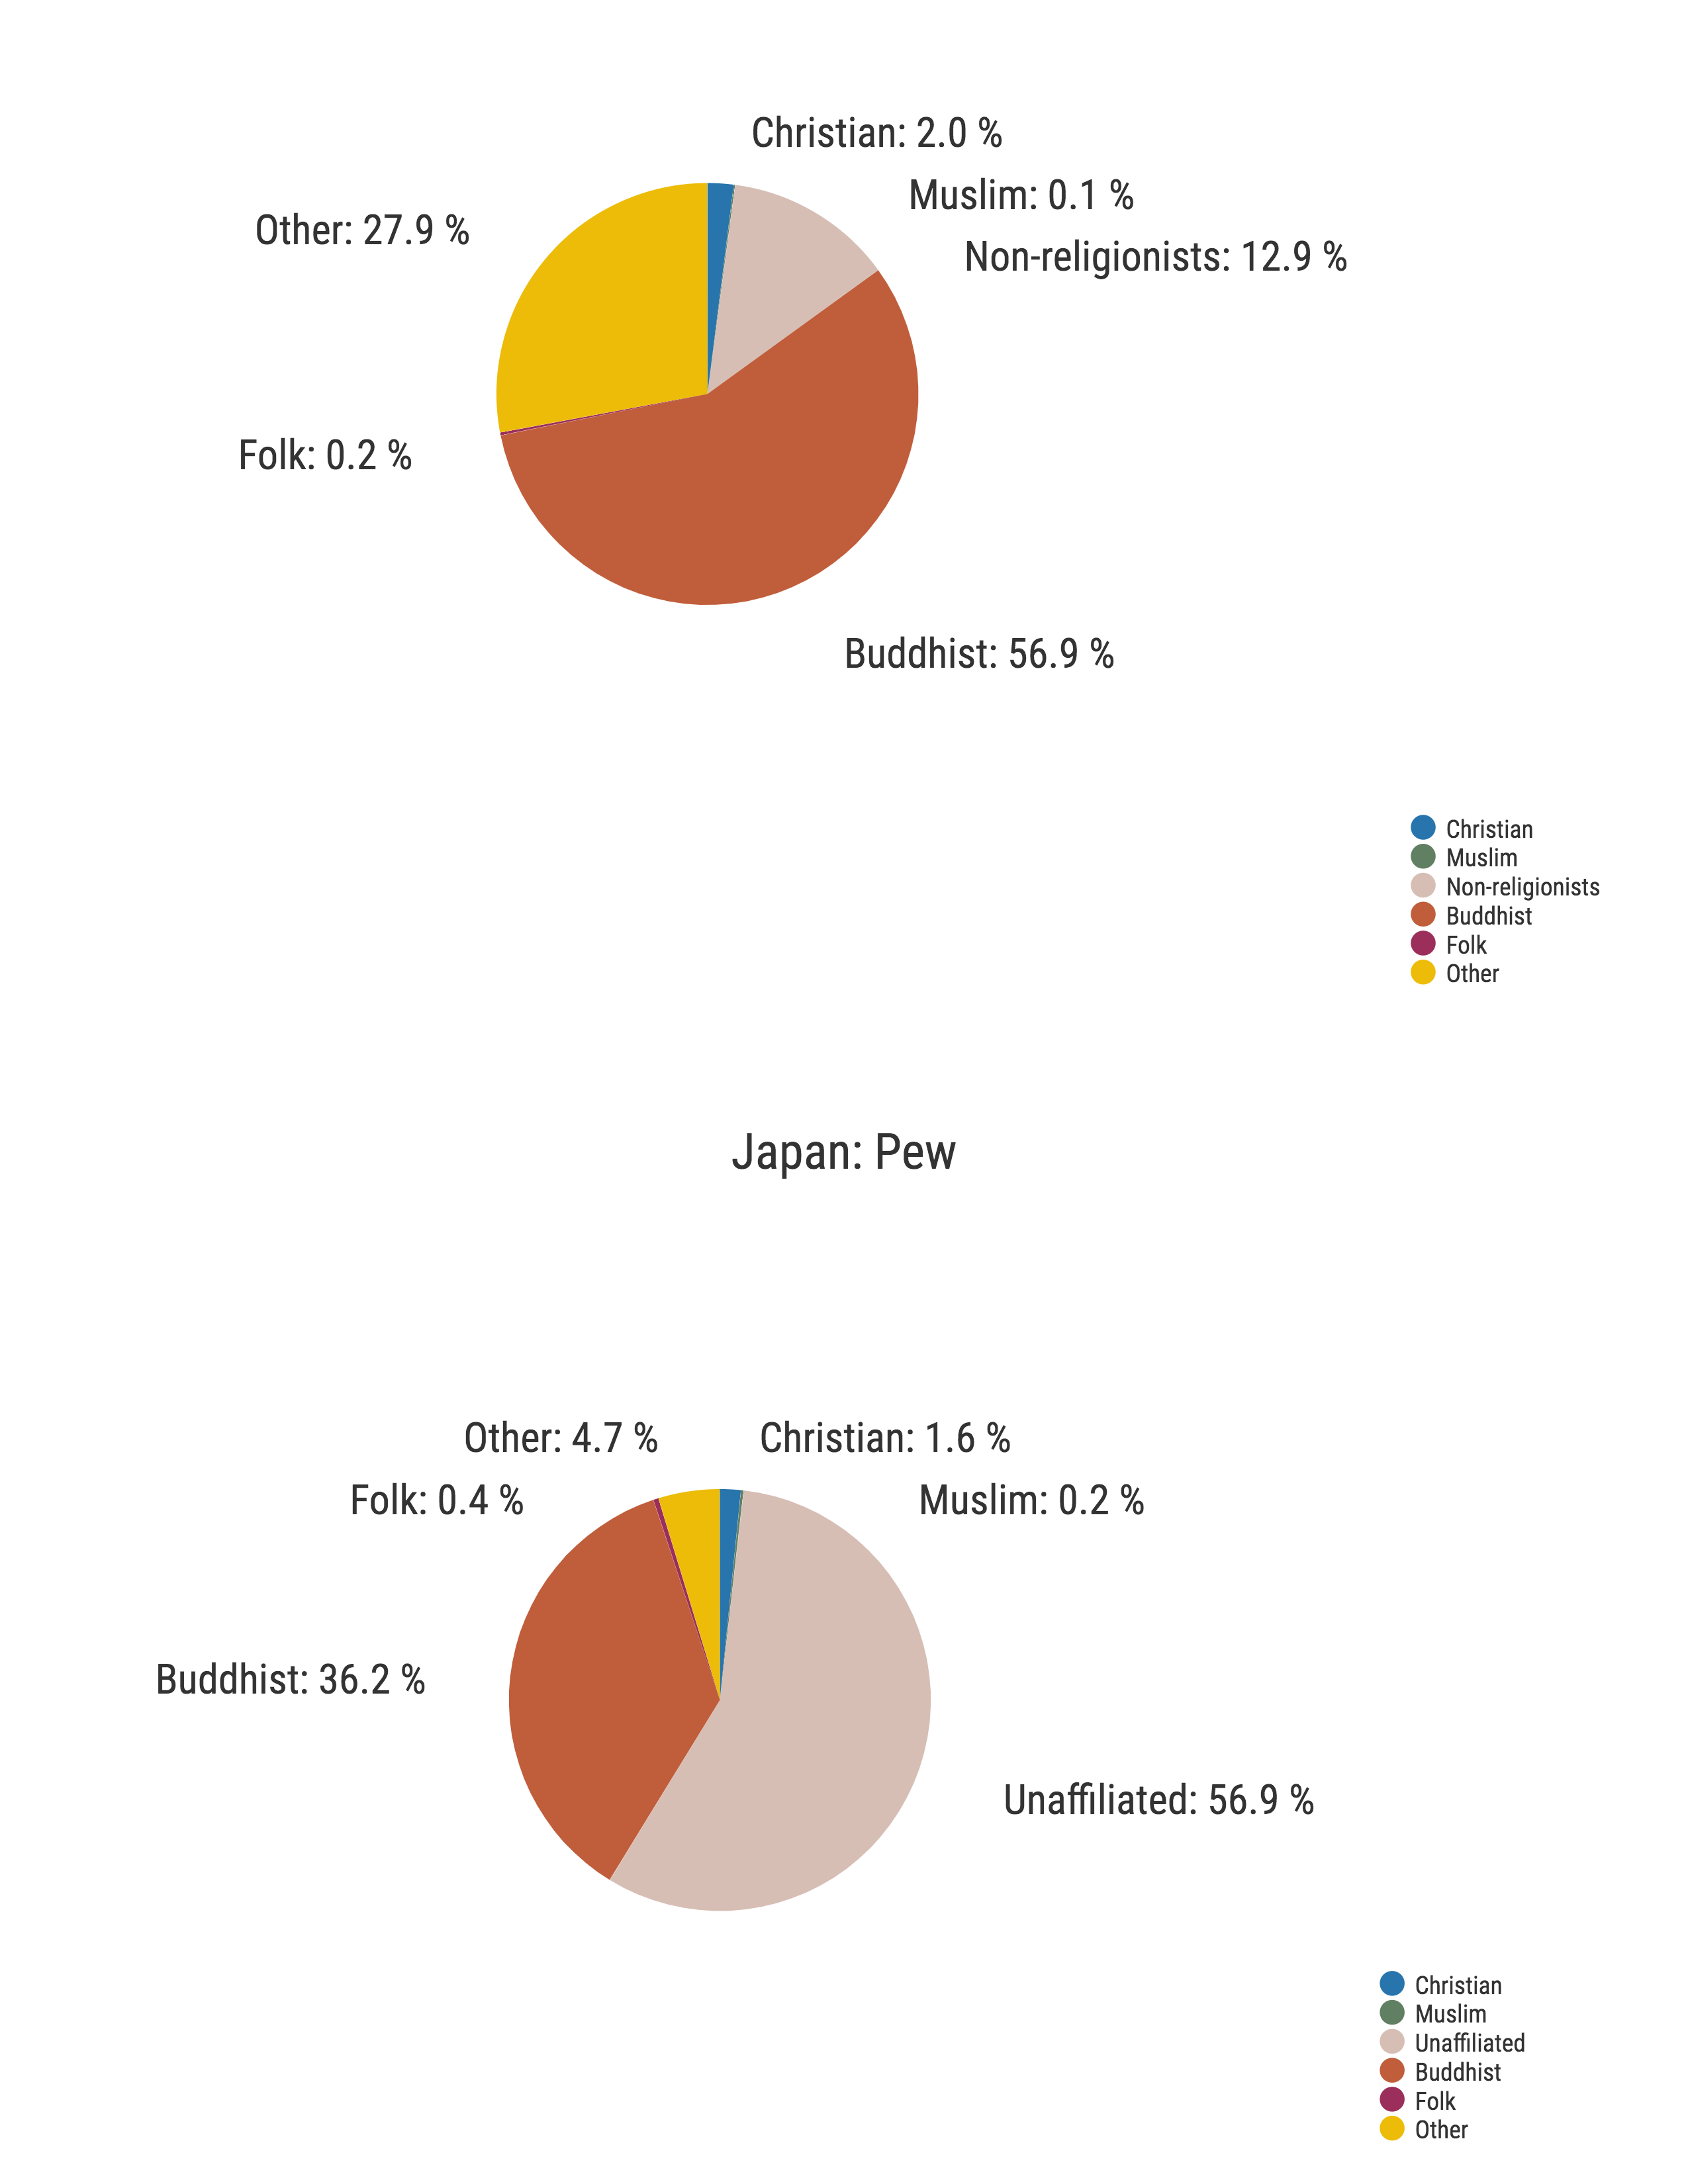 Christian: 2.0 %
Muslim: 0.1 %
Other: 27.9 %
Non-religionists: 12.9 %
Folk: 0.2 %
Buddhist: 56.9 %
Christian
Muslim
Non-religionists
Buddhist
Folk
Other
Japan: Pew
Other: 4.7 %
Christian: 1.6 %
Folk: 0.4 %
Muslim: 0.2 %
Buddhist: 36.2 %
Unaffiliated: 56.9 %
Christian
Muslim
Unaffiliated
Buddhist
Folk
Other